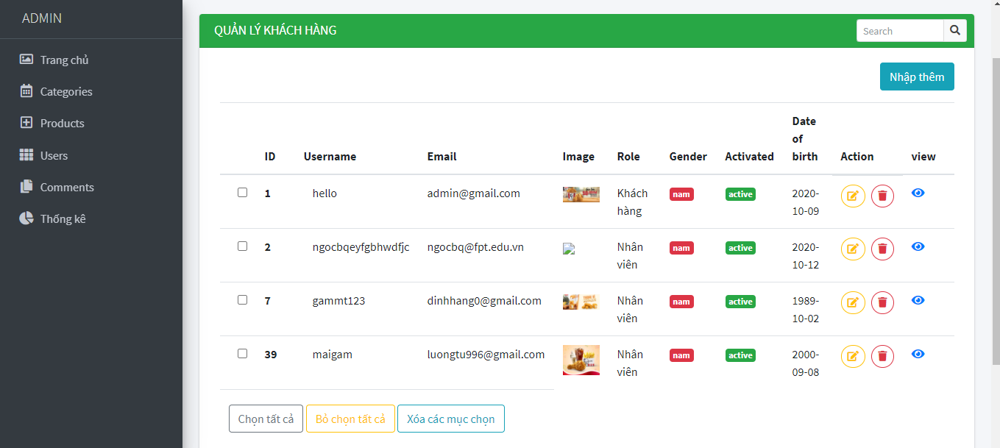 ADMIN
Trang chủ
Categories
Products
Users
Comments
Thống kê
QUẢN LÝ KHÁCH HÀNG
Search
Nhập thêm
ID Username Email Image Role Gender Activated Date of birth Action view
1 hello admin@gmail.com Khách hàng nam active 2020-10-09
2 ngocbqeyfgbhwdfjc ngocbq@fpt.edu.vn Nhân viên nam active 2020-10-12
7 gammt123 dinhhang0@gmail.com Nhân viên nam active 1989-10-02
39 maigam luongtu996@gmail.com Nhân viên nam active 2000-09-08
Chọn tất cả Bỏ chọn tất cả Xóa các mục chọn